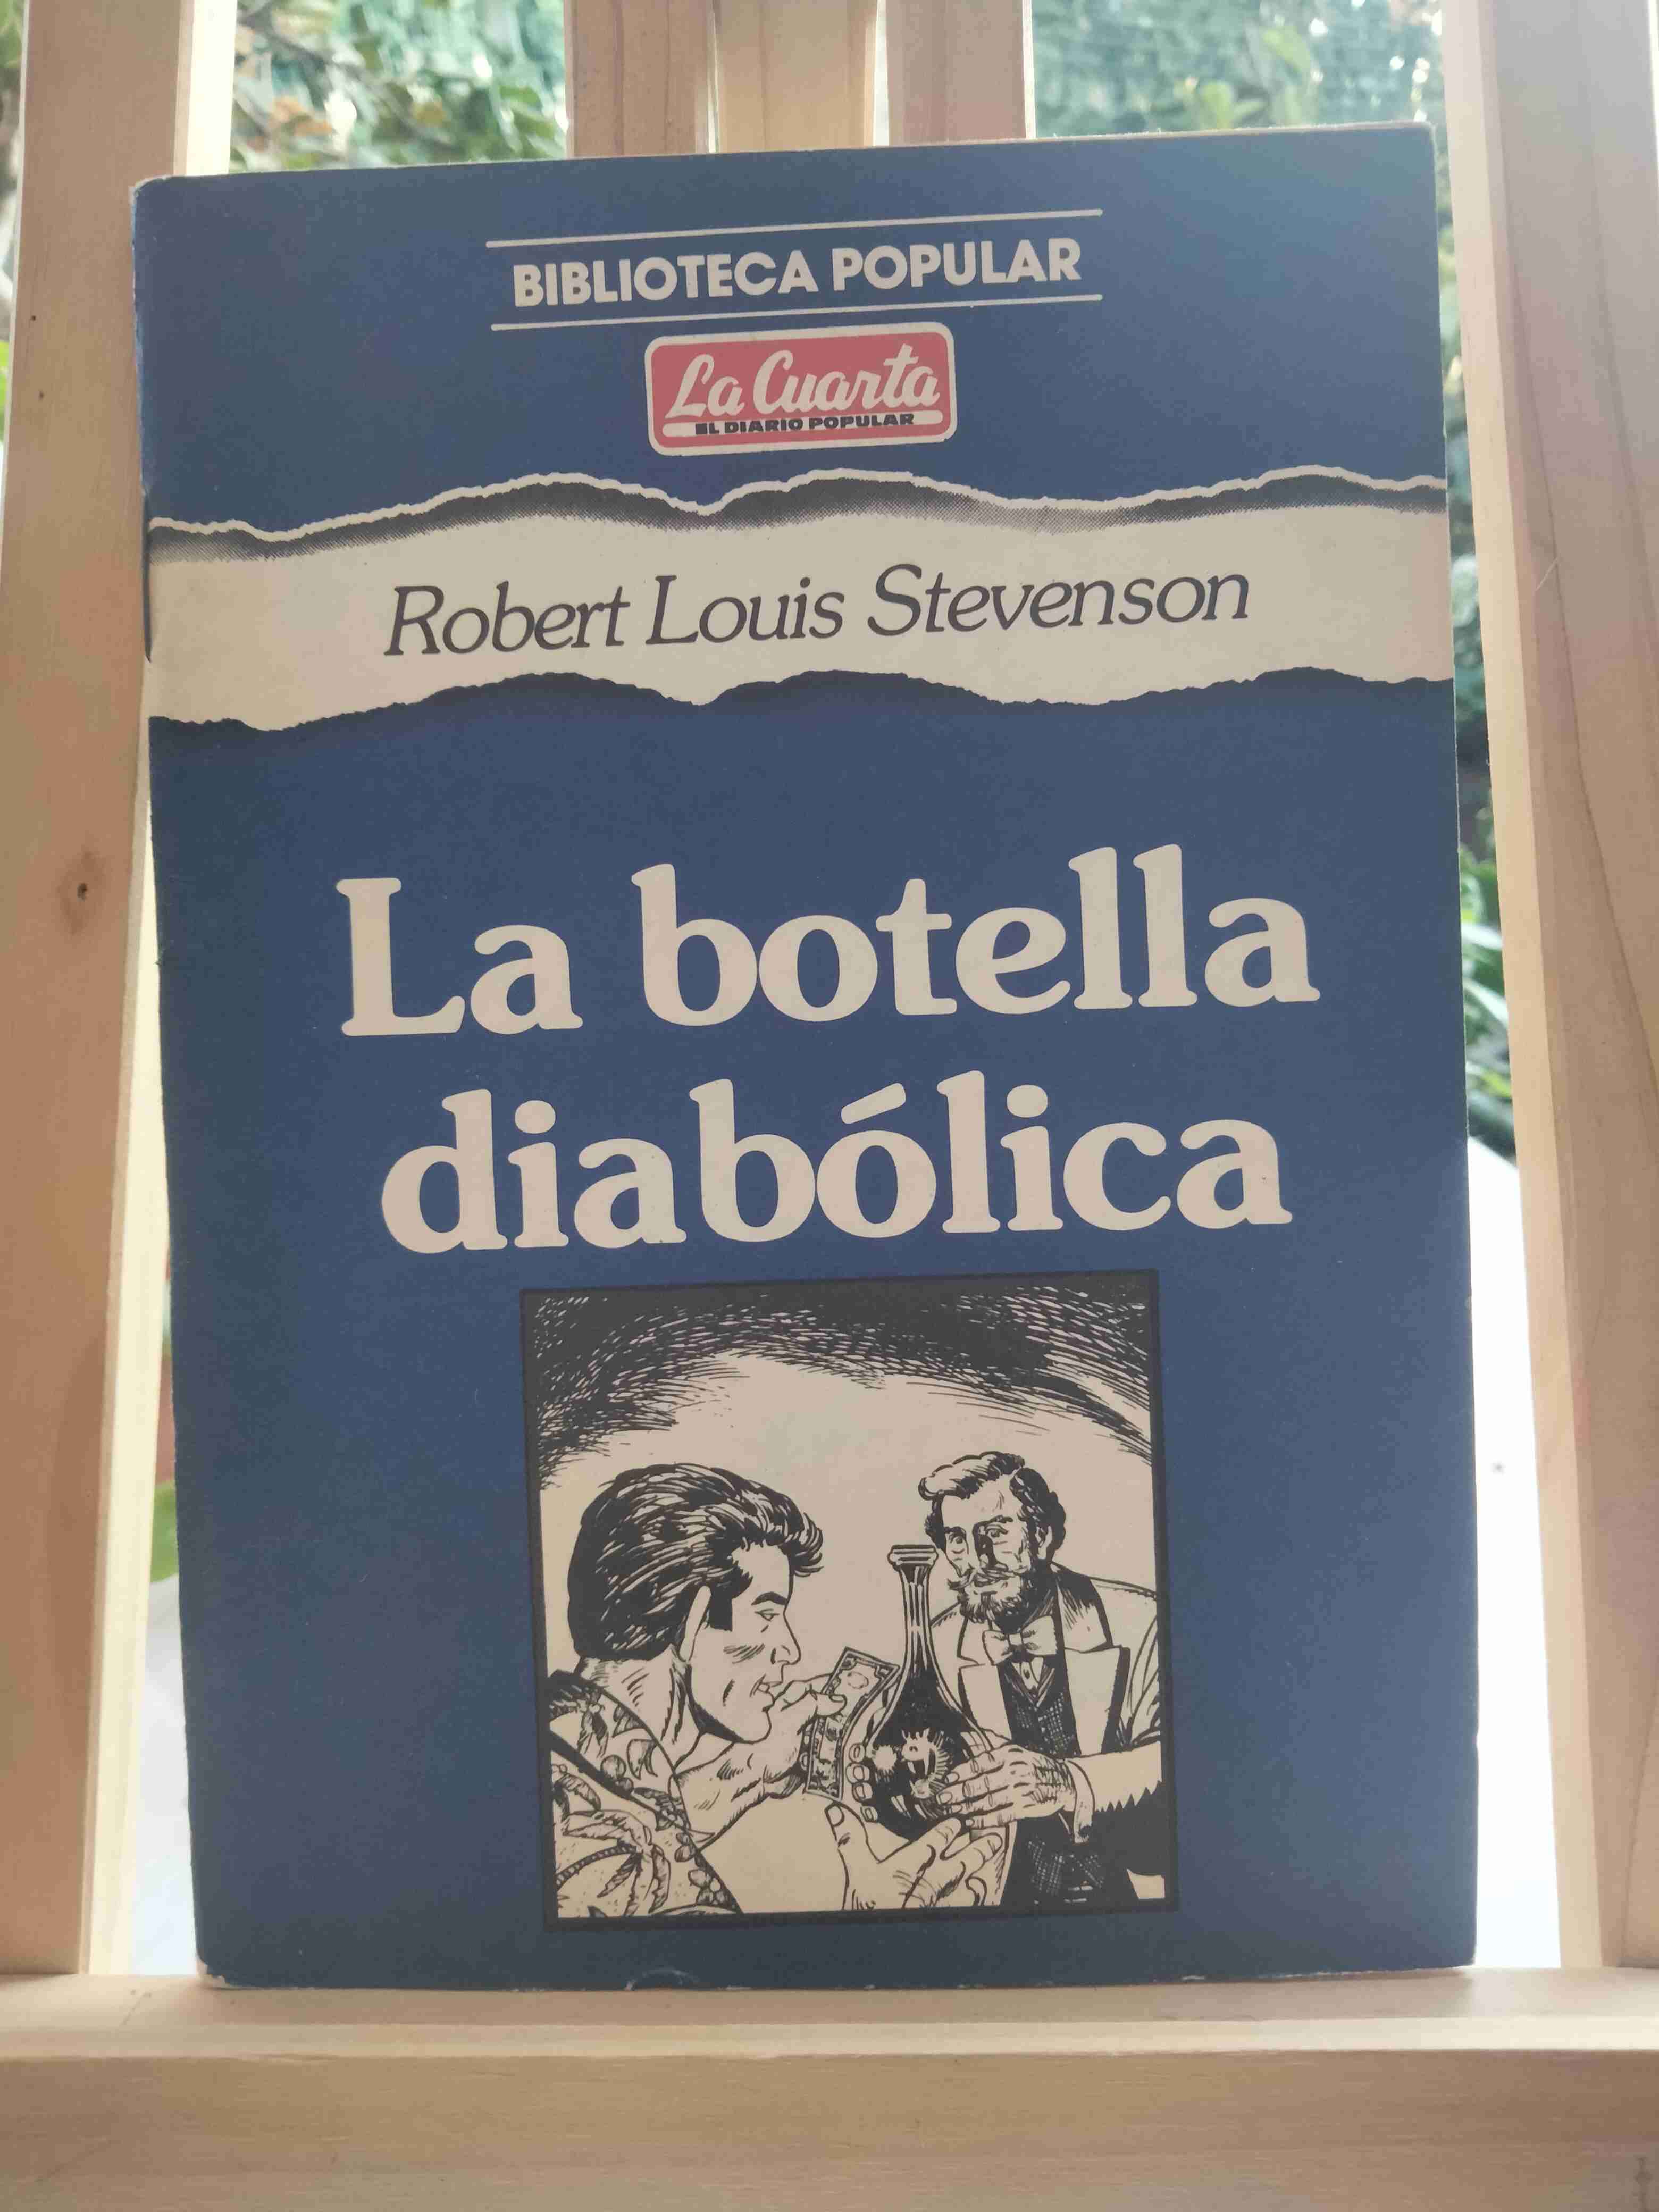 BIBLIOTECA POPULAR
La Cuarta
EL DIARIO POPULAR
Robert Louis Stevenson
La botella
diabólica